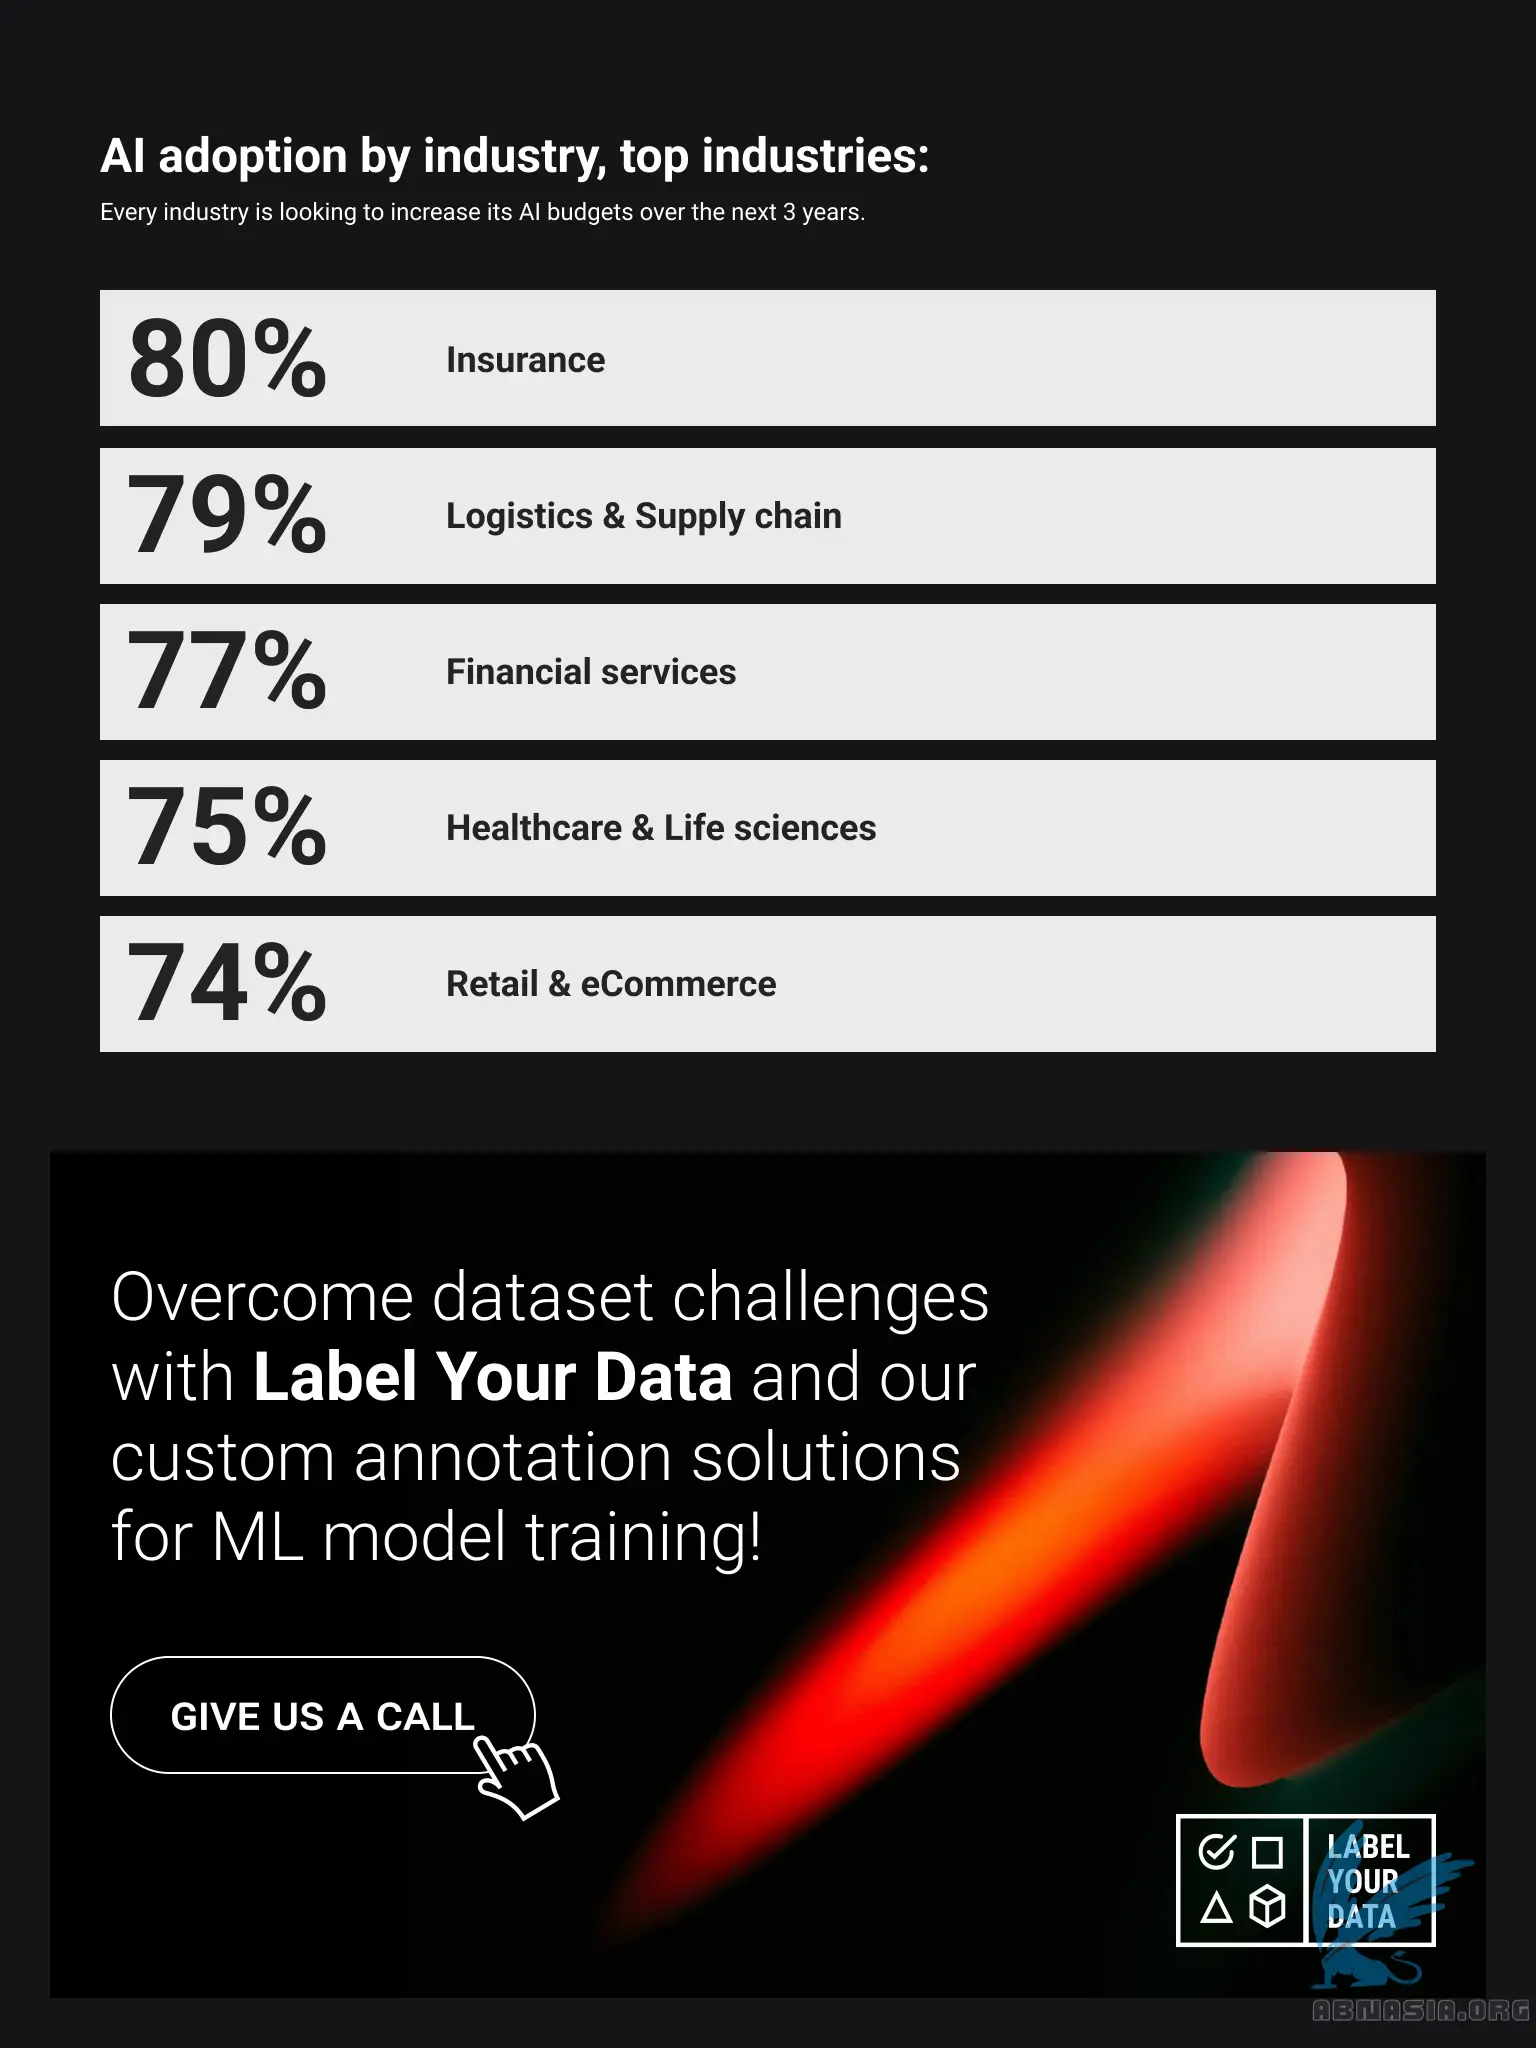 AI adoption by industry, top industries:
Every industry is looking to increase its AI budgets over the next 3 years.
80% Insurance
79% Logistics & Supply chain
77% Financial services
75% Healthcare & Life sciences
74% Retail & eCommerce
Overcome dataset challenges
with Label Your Data and our
custom annotation solutions
for ML model training!
GIVE US A CALL
LABEL
YOUR
DATA
ABNASIA.ORG